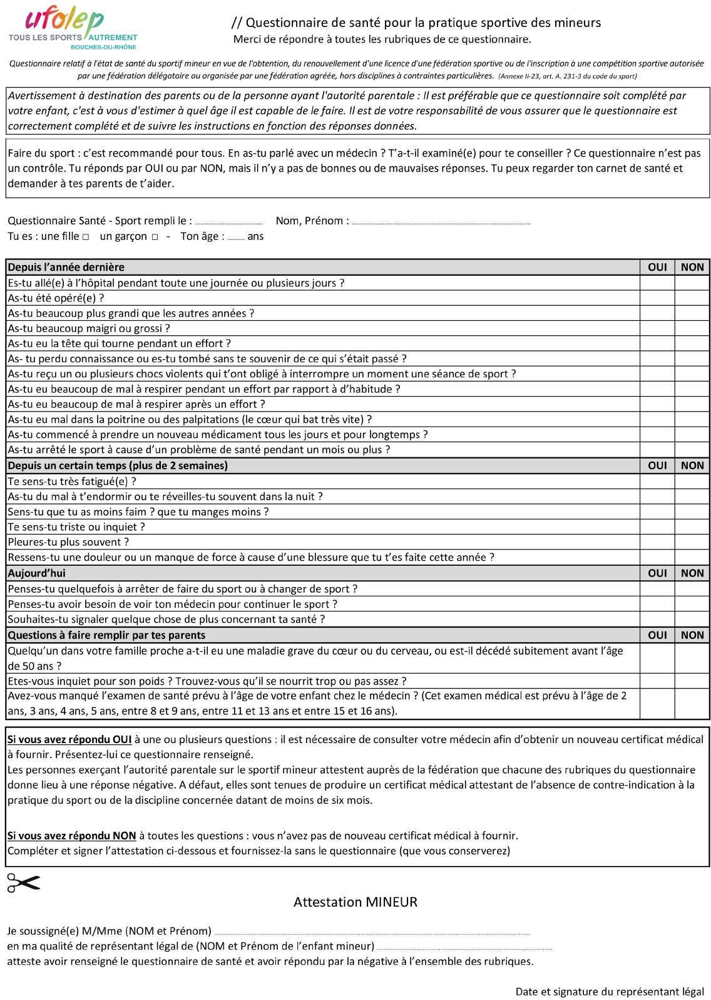 ufolep
TOUS LES SPORTS AUTREMENT
BOUCHES-DU-RHÔNE
// Questionnaire de santé pour la pratique sportive des mineurs
Merci de répondre à toutes les rubriques de ce questionnaire.
Questionnaire relatif à l'état de santé du sportif mineur en vue de l'obtention, du renouvellement d'une licence d'une fédération sportive ou de l'inscription à une compétition sportive autorisée
par une fédération délégataire ou organisée par une fédération agréée, hors disciplines à contraintes particulières. (Annexe II-23, art. A. 231-3 du code du sport)
Avertissement à destination des parents ou de la personne ayant l'autorité parentale : Il est préférable que ce questionnaire soit complété par
votre enfant, c'est à vous d'estimer à quel âge il est capable de le faire. Il est de votre responsabilité de vous assurer que le questionnaire est
correctement complété et de suivre les instructions en fonction des réponses données.
Faire du sport : c’est recommandé pour tous. En as-tu parlé avec un médecin ? T’a-t-il examiné(e) pour te conseiller ? Ce questionnaire n’est pas
un contrôle. Tu réponds par OUI ou par NON, mais il n’y a pas de bonnes ou de mauvaises réponses. Tu peux regarder ton carnet de santé et
demander à tes parents de t’aider.
Questionnaire Santé - Sport rempli le : .................................... Nom, Prénom : ................................................................................................
Tu es : une fille □ un garçon □ - Ton âge : ......... ans
Depuis l’année dernière OUI NON
Es-tu allé(e) à l’hôpital pendant toute une journée ou plusieurs jours ?
As-tu été opéré(e) ?
As-tu beaucoup plus grandi que les autres années ?
As-tu beaucoup maigri ou grossi ?
As-tu eu la tête qui tourne pendant un effort ?
As- tu perdu connaissance ou es-tu tombé sans te souvenir de ce qui s’était passé ?
As-tu reçu un ou plusieurs chocs violents qui t’ont obligé à interrompre un moment une séance de sport ?
As-tu eu beaucoup de mal à respirer pendant un effort par rapport à d’habitude ?
As-tu eu beaucoup de mal à respirer après un effort ?
As-tu eu mal dans la poitrine ou des palpitations (le cœur qui bat très vite) ?
As-tu commencé à prendre un nouveau médicament tous les jours et pour longtemps ?
As-tu arrêté le sport à cause d’un problème de santé pendant un mois ou plus ?
Depuis un certain temps (plus de 2 semaines) OUI NON
Te sens-tu très fatigué(e) ?
As-tu du mal à t’endormir ou te réveilles-tu souvent dans la nuit ?
Sens-tu que tu as moins faim ? que tu manges moins ?
Te sens-tu triste ou inquiet ?
Pleures-tu plus souvent ?
Ressens-tu une douleur ou un manque de force à cause d’une blessure que tu t’es faite cette année ?
Aujourd’hui OUI NON
Penses-tu quelquefois à arrêter de faire du sport ou à changer de sport ?
Penses-tu avoir besoin de voir ton médecin pour continuer le sport ?
Souhaites-tu signaler quelque chose de plus concernant ta santé ?
Questions à faire remplir par tes parents OUI NON
Quelqu’un dans votre famille proche a-t-il eu une maladie grave du cœur ou du cerveau, ou est-il décédé subitement avant l’âge
de 50 ans ?
Etes-vous inquiet pour son poids ? Trouvez-vous qu’il se nourrit trop ou pas assez ?
Avez-vous manqué l’examen de santé prévu à l’âge de votre enfant chez le médecin ? (Cet examen médical est prévu à l’âge de 2
ans, 3 ans, 4 ans, 5 ans, entre 8 et 9 ans, entre 11 et 13 ans et entre 15 et 16 ans).
Si vous avez répondu OUI à une ou plusieurs questions : il est nécessaire de consulter votre médecin afin d’obtenir un nouveau certificat médical
à fournir. Présentez-lui ce questionnaire renseigné.
Les personnes exerçant l’autorité parentale sur le sportif mineur attestent auprès de la fédération que chacune des rubriques du questionnaire
donne lieu à une réponse négative. A défaut, elles sont tenues de produire un certificat médical attestant de l’absence de contre-indication à la
pratique du sport ou de la discipline concernée datant de moins de six mois.
Si vous avez répondu NON à toutes les questions : vous n’avez pas de nouveau certificat médical à fournir.
Compléter et signer l’attestation ci-dessous et fournissez-la sans le questionnaire (que vous conserverez)
Attestation MINEUR
Je soussigné(e) M/Mme (NOM et Prénom) ................................................................................................
en ma qualité de représentant légal de (NOM et Prénom de l’enfant mineur) ................................................................
atteste avoir renseigné le questionnaire de santé et avoir répondu par la négative à l’ensemble des rubriques.
Date et signature du représentant légal